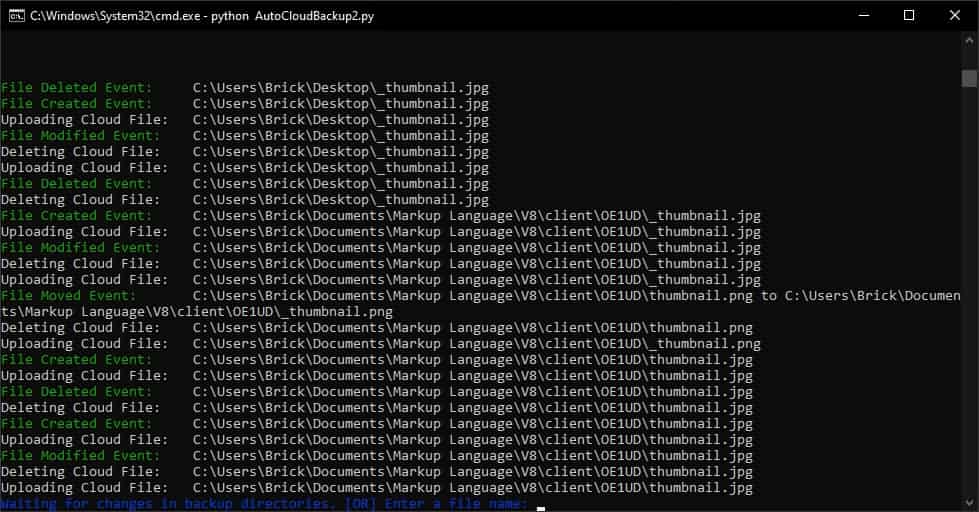 C:\Windows\System32\cmd.exe - python  AutoCloudBackup2.py
File Deleted Event:     C:\Users\Brick\Desktop\_thumbnail.jpg
File Created Event:     C:\Users\Brick\Desktop\_thumbnail.jpg
Uploading Cloud File:   C:\Users\Brick\Desktop\_thumbnail.jpg
File Modified Event:    C:\Users\Brick\Desktop\_thumbnail.jpg
Deleting Cloud File:    C:\Users\Brick\Desktop\_thumbnail.jpg
Uploading Cloud File:   C:\Users\Brick\Desktop\_thumbnail.jpg
File Deleted Event:     C:\Users\Brick\Desktop\_thumbnail.jpg
Deleting Cloud File:    C:\Users\Brick\Desktop\_thumbnail.jpg
File Created Event:     C:\Users\Brick\Documents\Markup Language\V8\client\OE1UD\_thumbnail.jpg
Uploading Cloud File:   C:\Users\Brick\Documents\Markup Language\V8\client\OE1UD\_thumbnail.jpg
File Modified Event:    C:\Users\Brick\Documents\Markup Language\V8\client\OE1UD\_thumbnail.jpg
Deleting Cloud File:    C:\Users\Brick\Documents\Markup Language\V8\client\OE1UD\_thumbnail.jpg
Uploading Cloud File:   C:\Users\Brick\Documents\Markup Language\V8\client\OE1UD\_thumbnail.jpg
File Moved Event:       C:\Users\Brick\Documents\Markup Language\V8\client\OE1UD\thumbnail.png to C:\Users\Brick\Documen
ts\Markup Language\V8\client\OE1UD\_thumbnail.png
Deleting Cloud File:    C:\Users\Brick\Documents\Markup Language\V8\client\OE1UD\thumbnail.png
Uploading Cloud File:   C:\Users\Brick\Documents\Markup Language\V8\client\OE1UD\_thumbnail.png
File Created Event:     C:\Users\Brick\Documents\Markup Language\V8\client\OE1UD\thumbnail.jpg
Uploading Cloud File:   C:\Users\Brick\Documents\Markup Language\V8\client\OE1UD\thumbnail.jpg
File Deleted Event:     C:\Users\Brick\Documents\Markup Language\V8\client\OE1UD\thumbnail.jpg
Deleting Cloud File:    C:\Users\Brick\Documents\Markup Language\V8\client\OE1UD\thumbnail.jpg
File Created Event:     C:\Users\Brick\Documents\Markup Language\V8\client\OE1UD\thumbnail.jpg
Uploading Cloud File:   C:\Users\Brick\Documents\Markup Language\V8\client\OE1UD\thumbnail.jpg
File Modified Event:    C:\Users\Brick\Documents\Markup Language\V8\client\OE1UD\thumbnail.jpg
Deleting Cloud File:    C:\Users\Brick\Documents\Markup Language\V8\client\OE1UD\thumbnail.jpg
Uploading Cloud File:   C:\Users\Brick\Documents\Markup Language\V8\client\OE1UD\thumbnail.jpg
Waiting for changes in backup directories. [OR] Enter a file name: